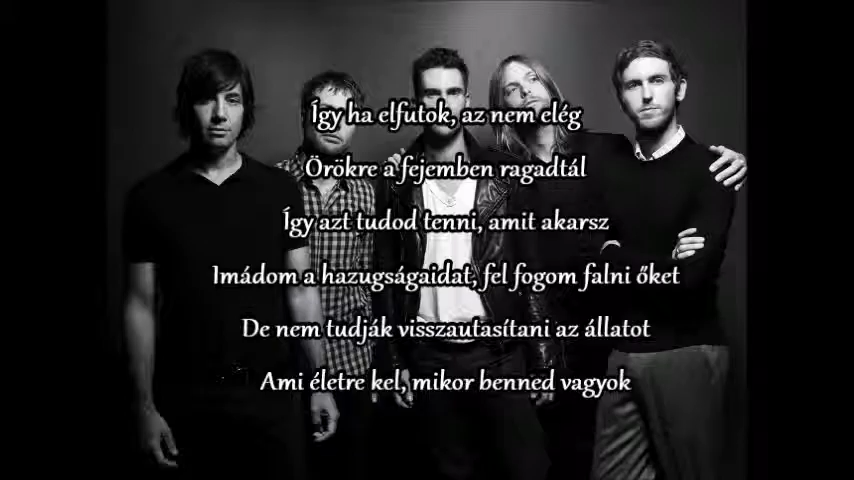 Így ha elfutok, az nem elég
Örökre a fejemben ragadtál
Így azt tudod tenni, amit akarsz
Imádom a hazugságaidat, fel fogom falni őket
De nem tudják visszautasítani az állatot
Ami életre kel, mikor benned vagyok